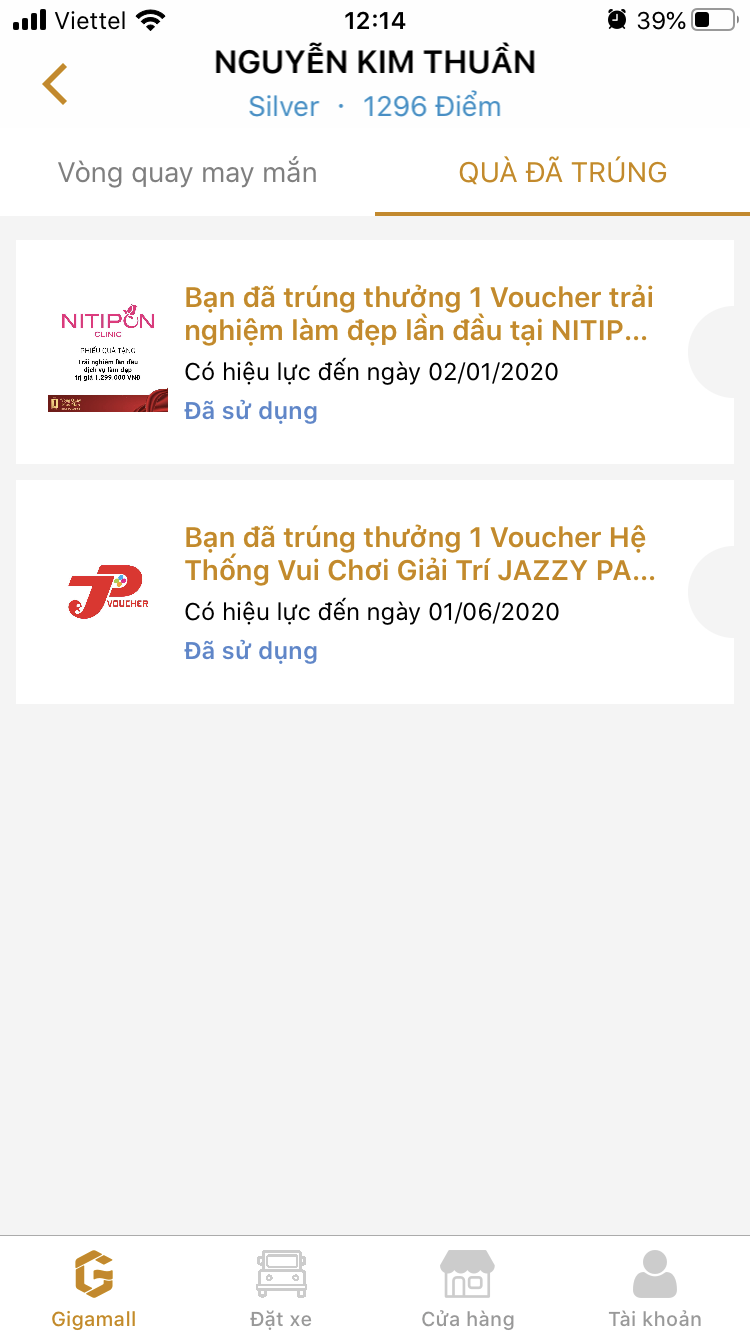 Viettel 12:14 39%
NGUYỄN KIM THUẦN
Silver · 1296 Điểm
Vòng quay may mắn
QUÀ ĐÃ TRÚNG
NITIPON
CLINIC
PHIẾU QUÀ TẶNG
Trải nghiệm lần đầu
dịch vụ làm đẹp
trị giá 1.299.000 VNĐ
Bạn đã trúng thưởng 1 Voucher trải
nghiệm làm đẹp lần đầu tại NITIP...
Có hiệu lực đến ngày 02/01/2020
Đã sử dụng
JP
VOUCHER
Bạn đã trúng thưởng 1 Voucher Hệ
Thống Vui Chơi Giải Trí JAZZY PA...
Có hiệu lực đến ngày 01/06/2020
Đã sử dụng
Gigamall
Đặt xe
Cửa hàng
Tài khoản